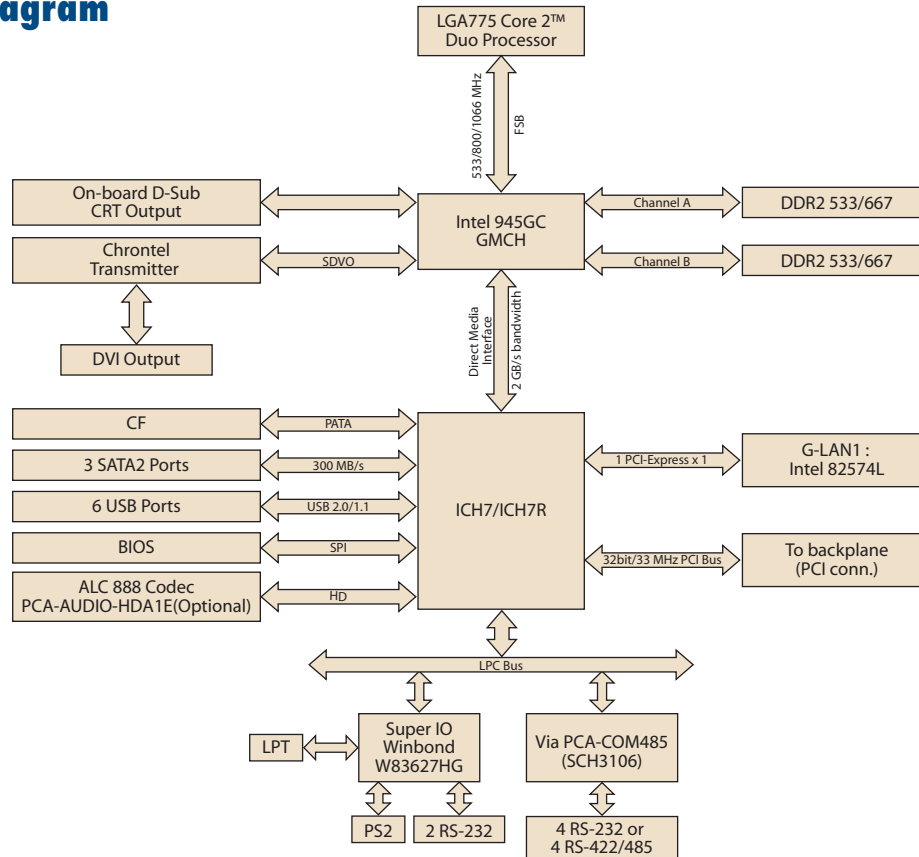 agram
LGA775 Core 2™
Duo Processor
533/800/1066 MHz
FSB
On-board D-Sub
CRT Output
Intel 945GC
GMCH
Channel A
DDR2 533/667
Chrontel
Transmitter
SDVO
Channel B
DDR2 533/667
DVI Output
Direct Media
Interface
2 GB/s bandwidth
CF
PATA
3 SATA2 Ports
300 MB/s
6 USB Ports
USB 2.0/1.1
BIOS
SPI
ALC 888 Codec
PCA-AUDIO-HDA1E(Optional)
HD
ICH7/ICH7R
1 PCI-Express x 1
G-LAN1 :
Intel 82574L
32bit/33 MHz PCI Bus
To backplane
(PCI conn.)
LPC Bus
LPT
Super IO
Winbond
W83627HG
Via PCA-COM485
(SCH3106)
PS2
2 RS-232
4 RS-232 or
4 RS-422/485